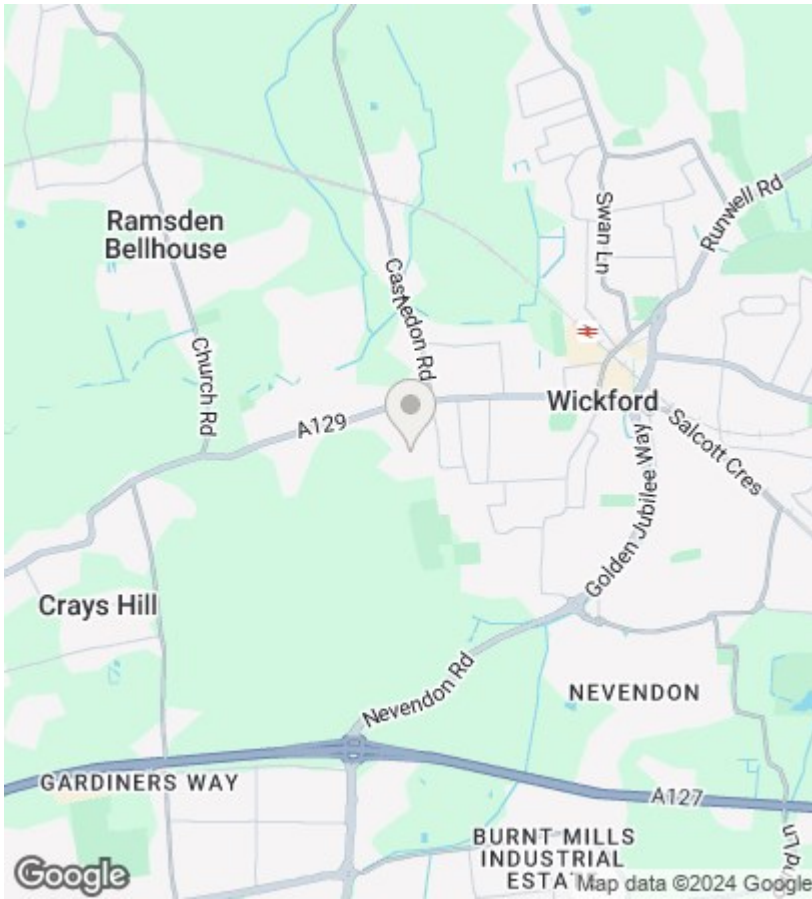 Ramsden
Bellhouse
Swan Ln
Runwell Rd
Castledon Rd
Church Rd
A129
Wickford
Salcott Cres
Golden Jubilee Way
Crays Hill
Nevendon Rd
NEVENDON
GARDINERS WAY
A127
BURNT MILLS
INDUSTRIAL
ESTATE
Google
Map data ©2024 Google